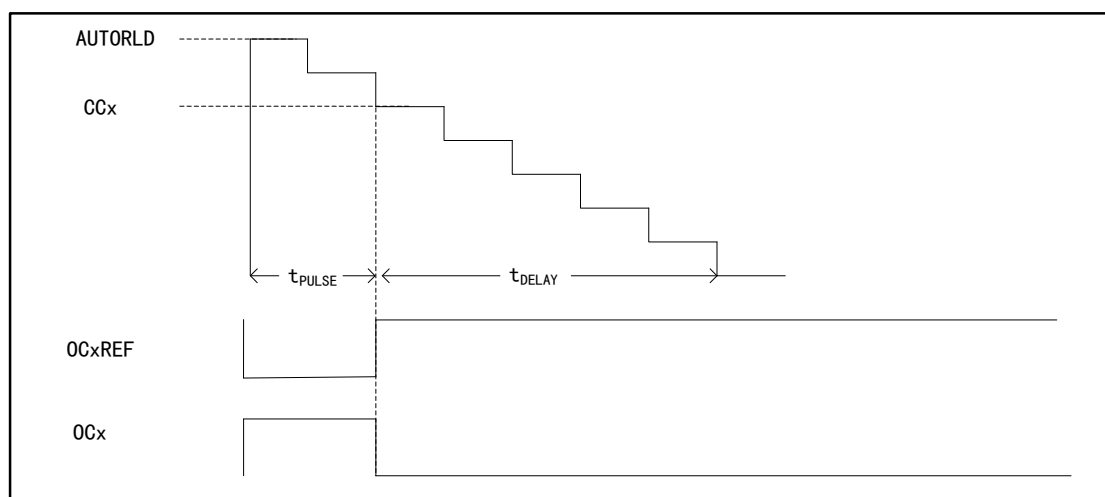 AUTORLD
CCx
tPULSE
tDELAY
OCxREF
OCx